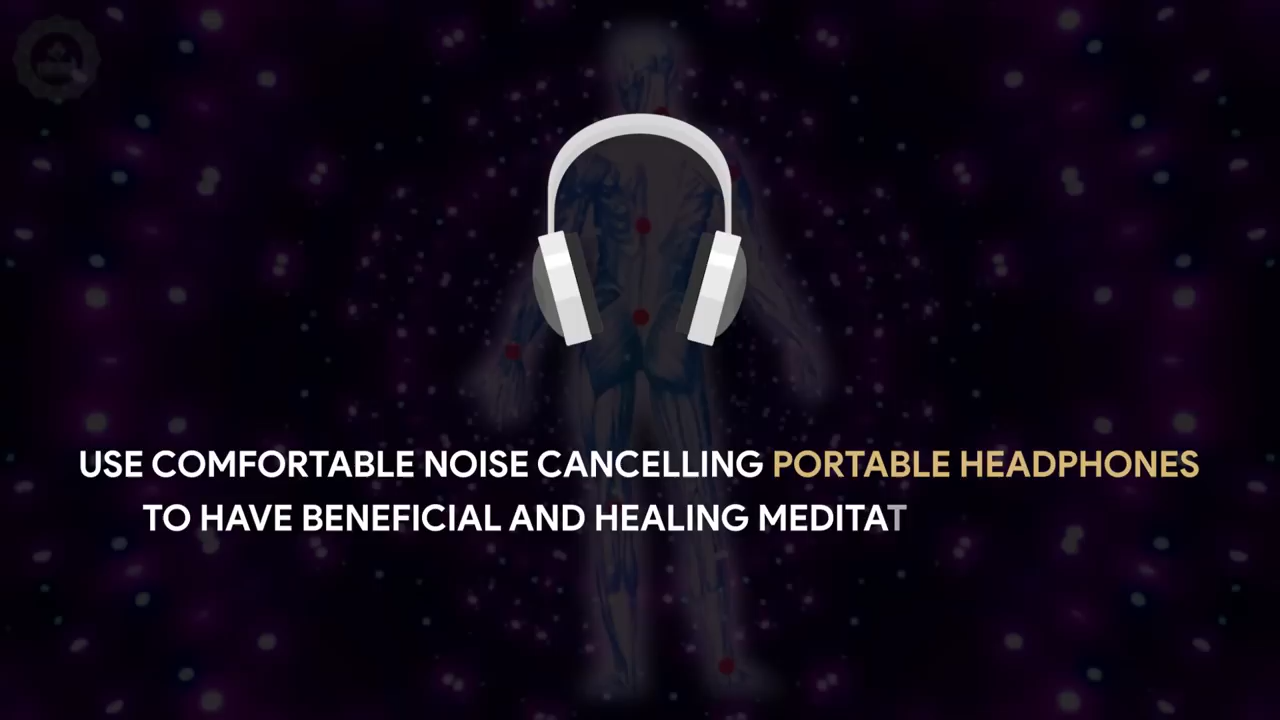 USE COMFORTABLE NOISE CANCELLING PORTABLE HEADPHONES
TO HAVE BENEFICIAL AND HEALING MEDITAT